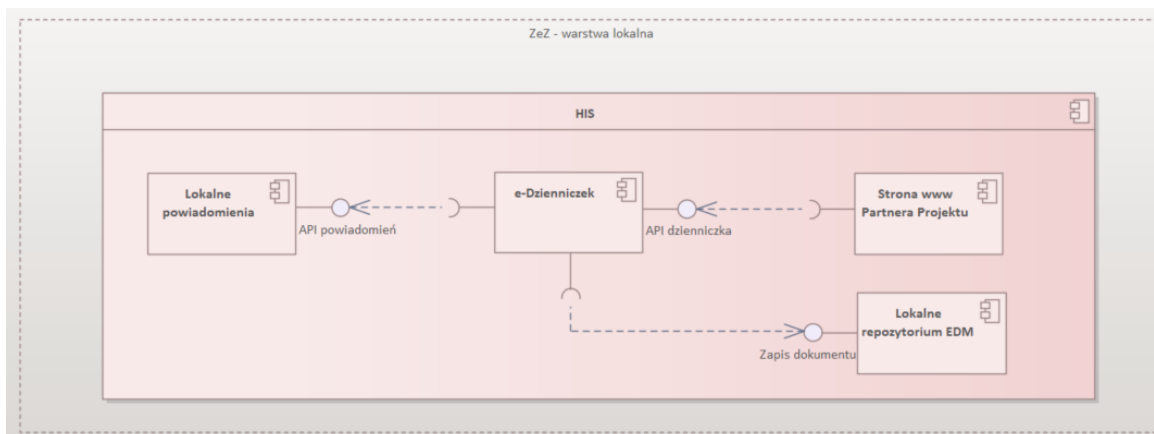 ZeZ - warstwa lokalna
HIS
Lokalne
powiadomienia
API powiadomień
e-Dzienniczek
API dzienniczka
Strona www
Partnera Projektu
Lokalne
repozytorium EDM
Zapis dokumentu